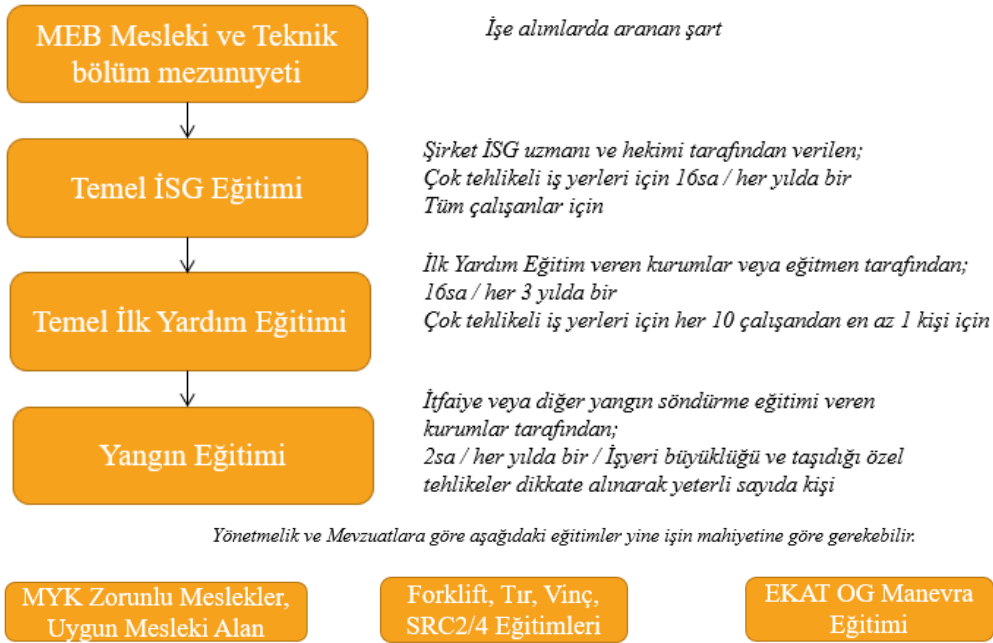 MEB Mesleki ve Teknik
bölüm mezunuyeti
İşe alımlarda aranan şart
Temel İSG Eğitimi
Şirket İSG uzmanı ve hekimi tarafından verilen;
Çok tehlikeli iş yerleri için 16sa / her yılda bir
Tüm çalışanlar için
Temel İlk Yardım Eğitimi
İlk Yardım Eğitim veren kurumlar veya eğitmen tarafından;
16sa / her 3 yılda bir
Çok tehlikeli iş yerleri için her 10 çalışandan en az 1 kişi için
Yangın Eğitimi
İtfaiye veya diğer yangın söndürme eğitimi veren
kurumlar tarafından;
2sa / her yılda bir / İşyeri büyüklüğü ve taşıdığı özel
tehlikeler dikkate alınarak yeterli sayıda kişi
Yönetmelik ve Mevzuatlara göre aşağıdaki eğitimler yine işin mahiyetine göre gerekebilir.
MYK Zorunlu Meslekler,
Uygun Mesleki Alan
Forklift, Tır, Vinç,
SRC2/4 Eğitimleri
EKAT OG Manevra
Eğitimi